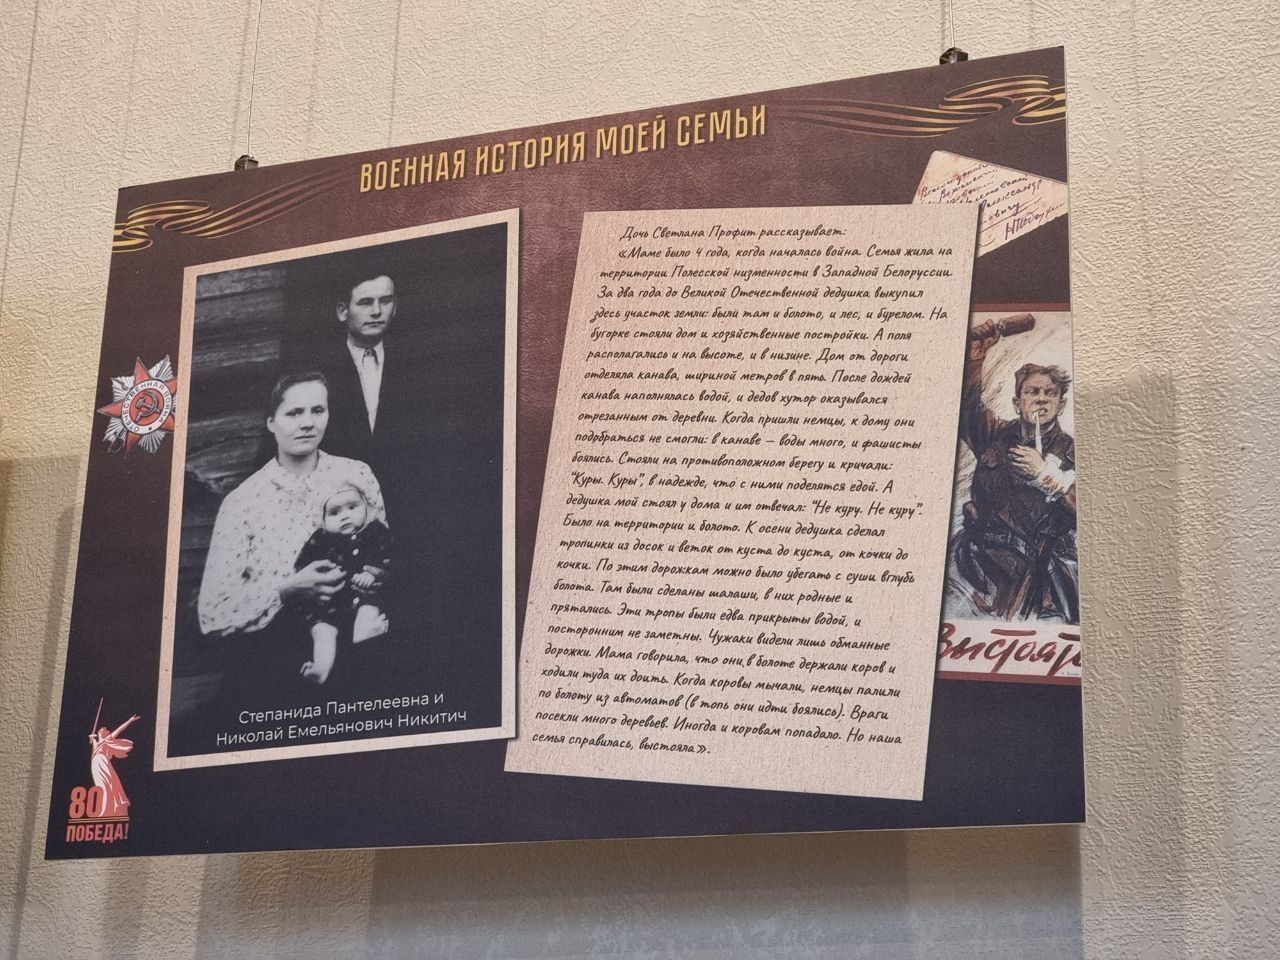 ВОЕННАЯ ИСТОРИЯ МОЕЙ СЕМЬИ
Дочь Светлана Профит рассказывает:
«Маме было 4 года, когда началась война. Семья жила на
территории Полесской низменности в Западной Белоруссии.
За два года до Великой Отечественной дедушка выкупил
здесь участок земли: были там и болото, и лес, и бурелом. На
бугорке стояли дом и хозяйственные постройки. А поля
располагались и на высоте, и в низине. Дом от дороги
отделяла канава, шириной метров в пять. После дождей
канава наполнялась водой, и дедов хутор оказывался
отрезанным от деревни. Когда пришли немцы, к дому они
подобраться не смогли: в канаве – воды много, и фашисты
боялись. Стояли на противоположном берегу и кричали:
"Куры. Куры", в надежде, что с ними поделятся едой. А
дедушка мой стоял у дома и им отвечал: "Не куру. Не куру".
Было на территории и болото. К осени дедушка сделал
тропинки из досок и веток от куста до куста, от кочки до
кочки. По этим дорожкам можно было убегать с суши вглубь
болота. Там были сделаны шалаши, в них родные и
прятались. Эти тропы были едва прикрыты водой, и
посторонним не заметны. Чужаки видели лишь обманные
дорожки. Мама говорила, что они в болоте держали коров и
ходили туда их доить. Когда коровы мычали, немцы палили
по болоту из автоматов (в топь они идти боялись). Враги
посекли много деревьев. Иногда и коровам попадало. Но наша
семья справилась, выстояла».
Степанида Пантелеевна и
Николай Емельянович Никитич
ОТЕЧЕСТВЕННАЯ ВОЙНА
80
ПОБЕДА!
Выстоять